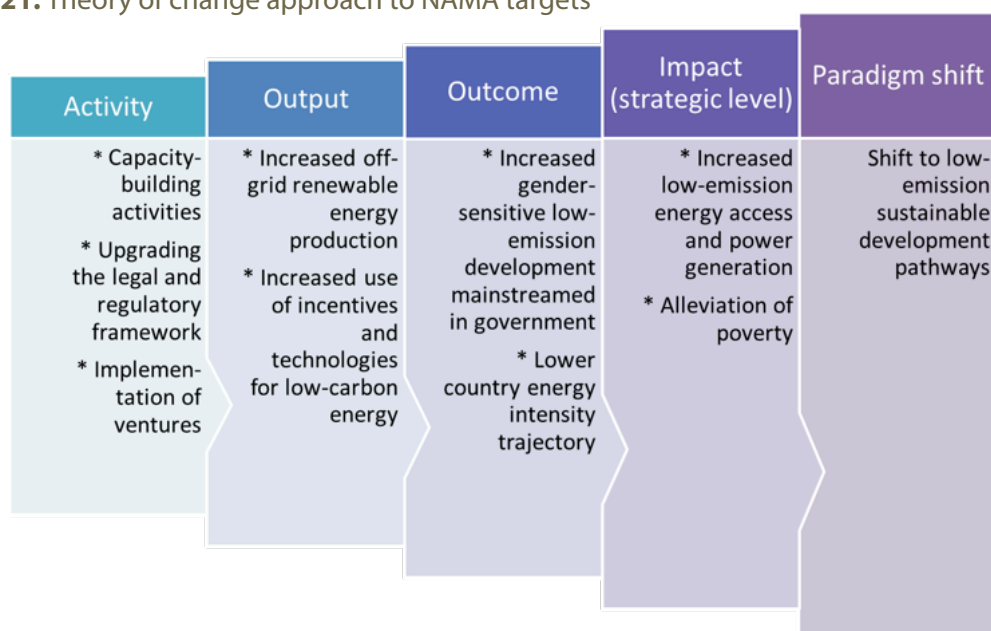 21. Theory of change approach to NAMA targets
Activity
* Capacity-
building
activities
* Upgrading
the legal and
regulatory
framework
* Implemen-
tation of
ventures
Output
* Increased off-
grid renewable
energy
production
* Increased use
of incentives
and
technologies
for low-carbon
energy
Outcome
* Increased
gender-
sensitive low-
emission
development
mainstreamed
in government
* Lower
country energy
intensity
trajectory
Impact
(strategic level)
* Increased
low-emission
energy access
and power
generation
* Alleviation of
poverty
Paradigm shift
Shift to low-
emission
sustainable
development
pathways